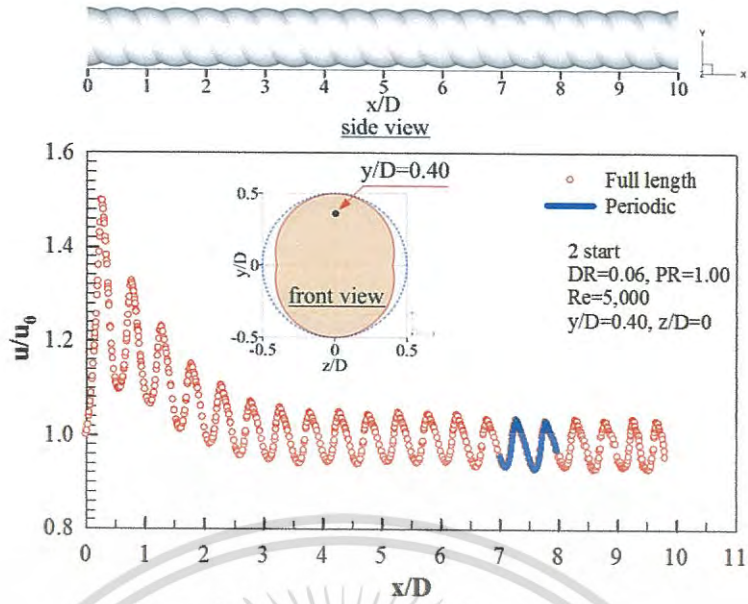 0 1 2 3 4 5 6 7 8 9 10
x/D
side view
Y
Z
X
1.6
1.4
1.2
1.0
0.8
u/u₀
y/D=0.40
0.5
0
-0.5
y/D
front view
-0.5 0 0.5
z/D
Full length
Periodic
2 start
DR=0.06, PR=1.00
Re=5,000
y/D=0.40, z/D=0
0 1 2 3 4 5 6 7 8 9 10 11
x/D